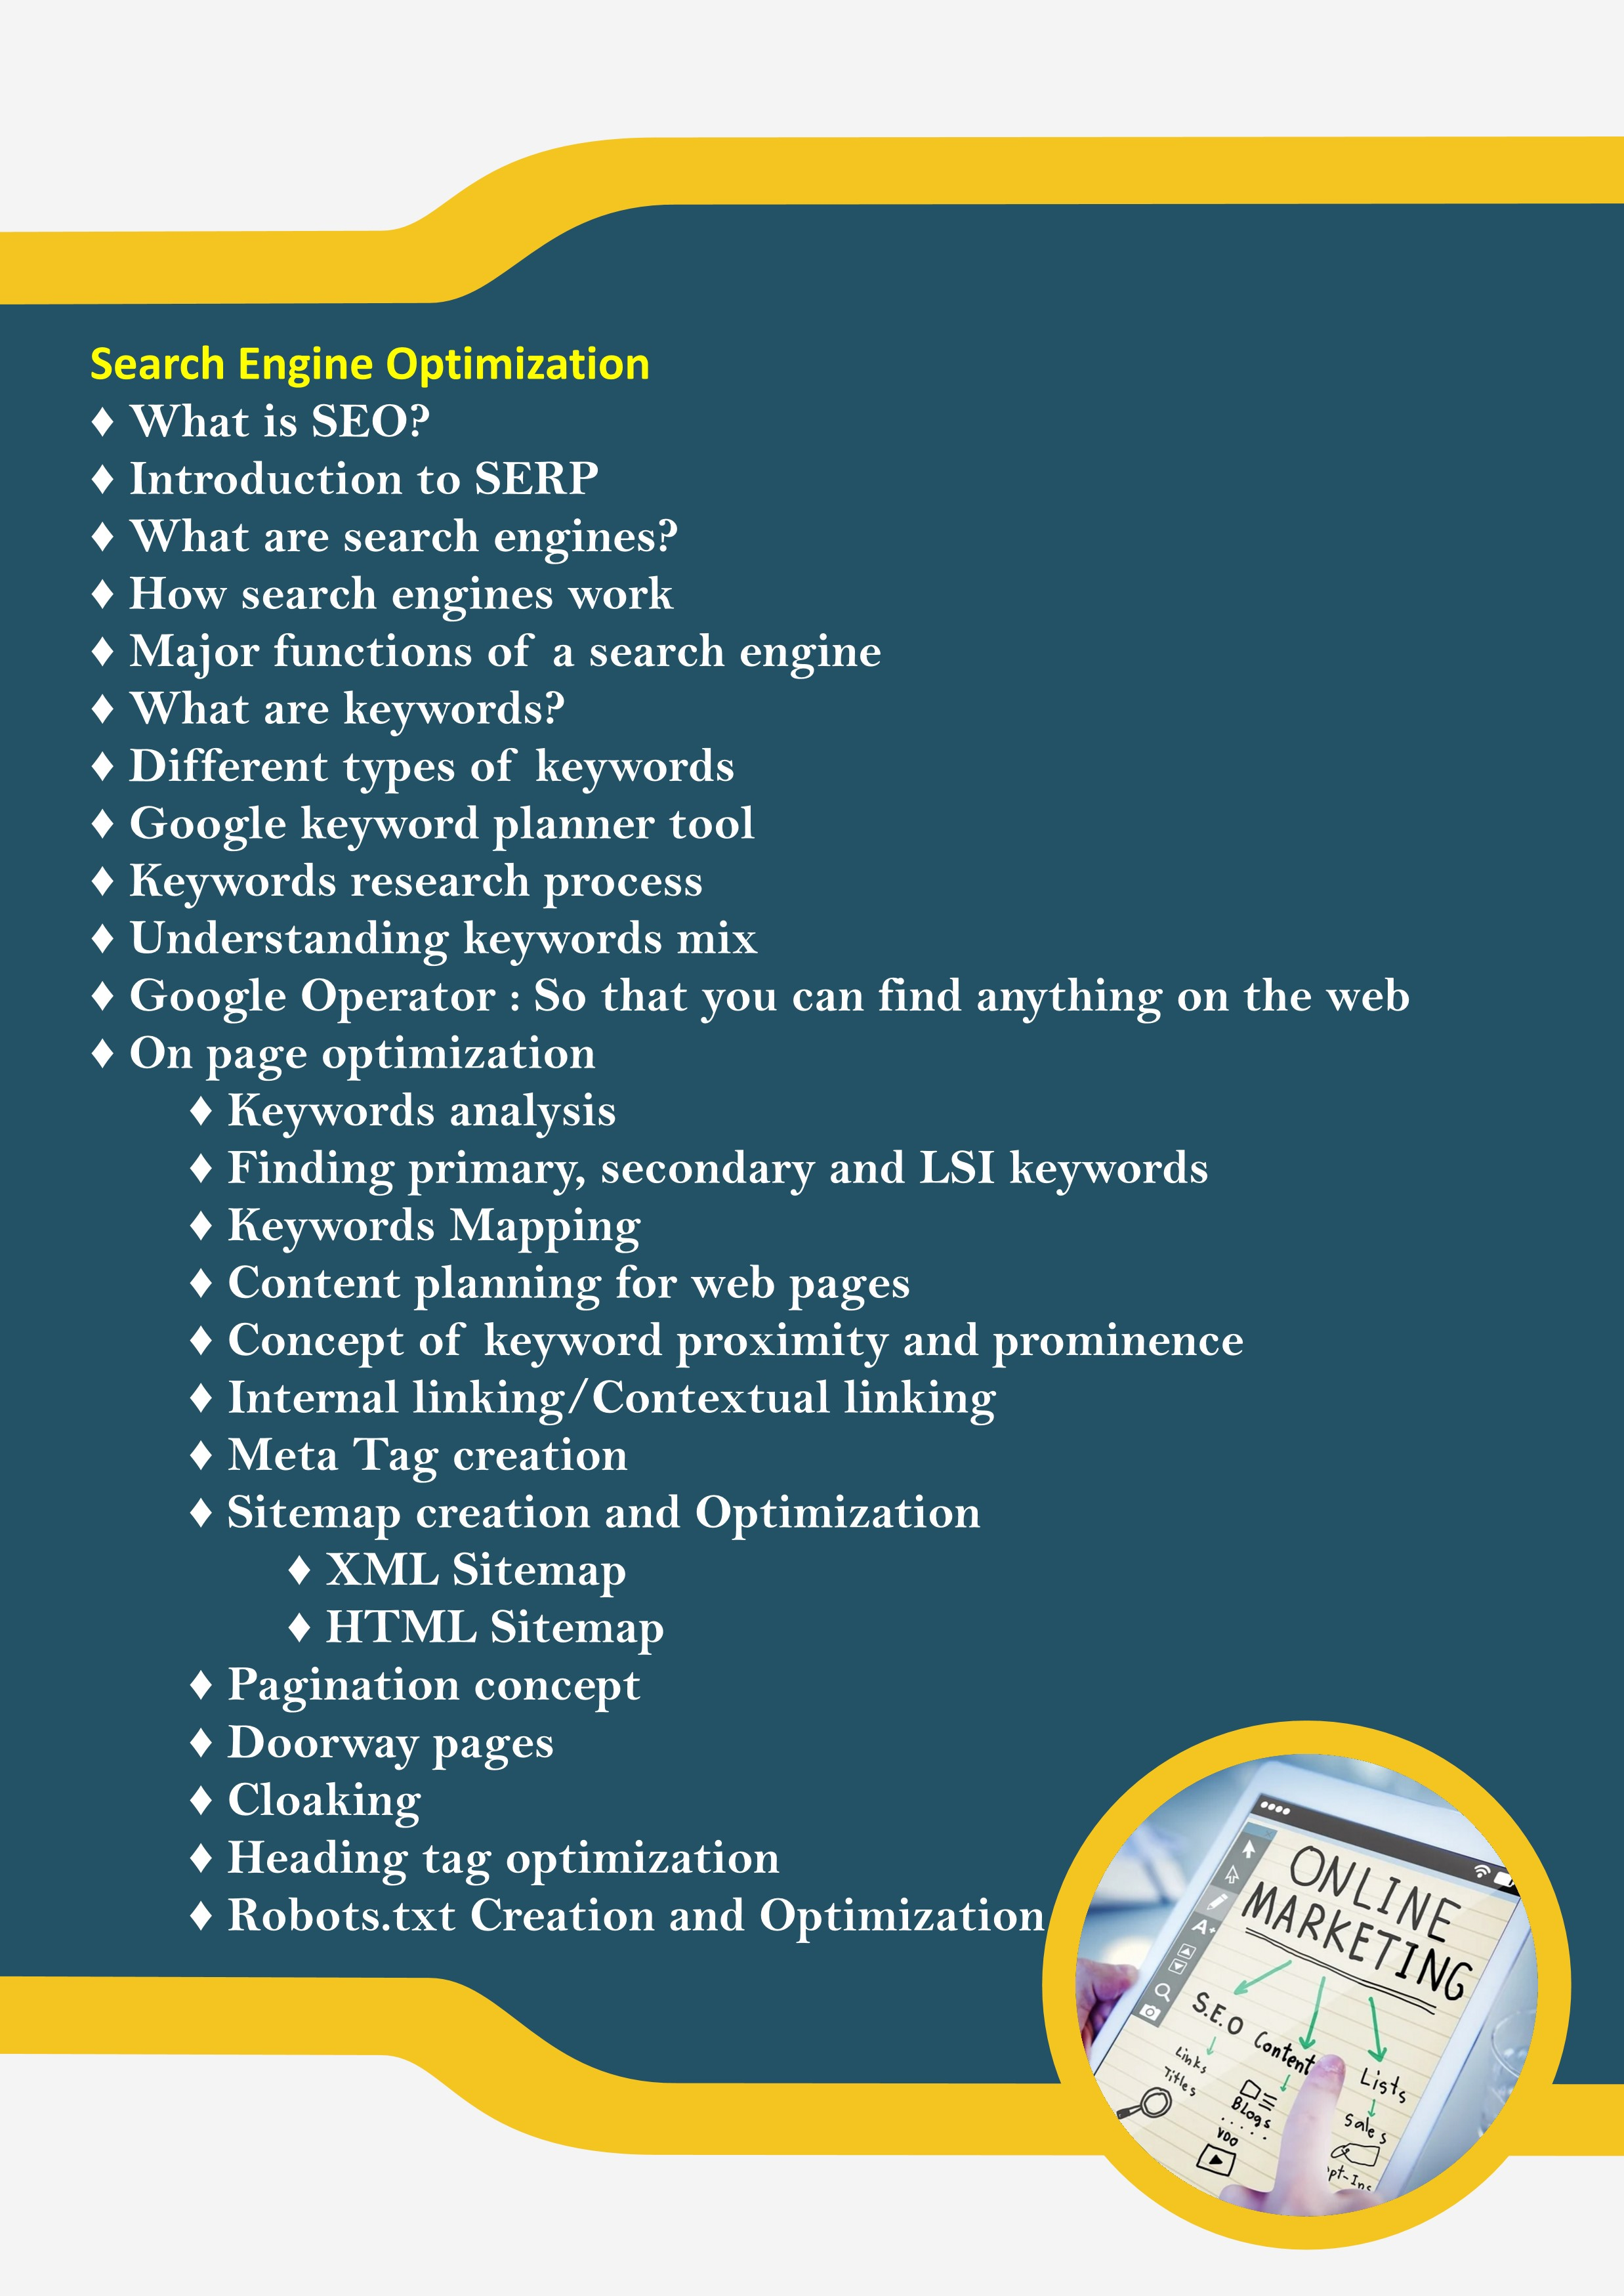 Search Engine Optimization
♦ What is SEO?
♦ Introduction to SERP
♦ What are search engines?
♦ How search engines work
♦ Major functions of a search engine
♦ What are keywords?
♦ Different types of keywords
♦ Google keyword planner tool
♦ Keywords research process
♦ Understanding keywords mix
♦ Google Operator : So that you can find anything on the web
♦ On page optimization
♦ Keywords analysis
♦ Finding primary, secondary and LSI keywords
♦ Keywords Mapping
♦ Content planning for web pages
♦ Concept of keyword proximity and prominence
♦ Internal linking/Contextual linking
♦ Meta Tag creation
♦ Sitemap creation and Optimization
♦ XML Sitemap
♦ HTML Sitemap
♦ Pagination concept
♦ Doorway pages
♦ Cloaking
♦ Heading tag optimization
♦ Robots.txt Creation and Optimization
ONLINE
MARKETING
S.E.O Content Lists
Links
Titles
Blogs
VDO
Sales
pt-Ins